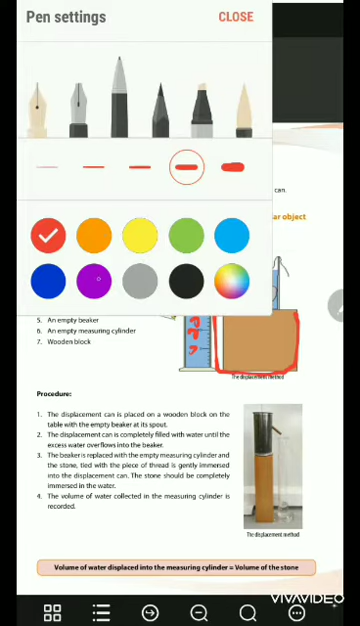 Pen settings
CLOSE
can.
ar object
5. An empty beaker
6. An empty measuring cylinder
7. Wooden block
The displacement method
Procedure:
1. The displacement can is placed on a wooden block on the
table with the empty beaker at its spout.
2. The displacement can is completely filled with water until the
excess water overflows into the beaker.
3. The beaker is replaced with the empty measuring cylinder and
the stone, tied with the piece of thread is gently immersed
into the displacement can. The stone should be completely
immersed in the water.
4. The volume of water collected in the measuring cylinder is
recorded.
The displacement method
Volume of water displaced into the measuring cylinder = Volume of the stone
VIVAVIDEO